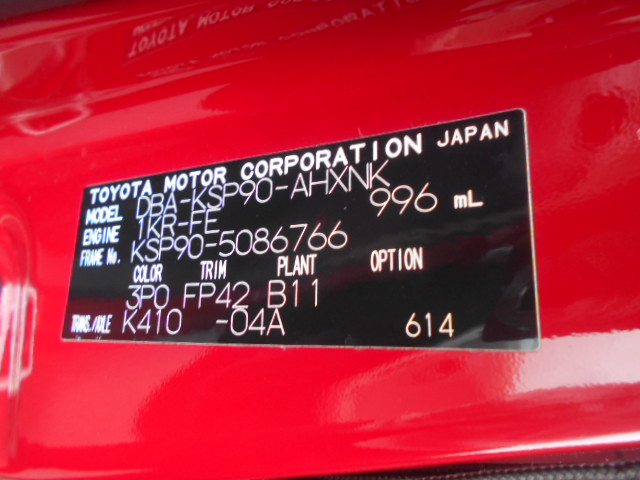 TOYOTA MOTOR CORPORATION JAPAN
MODEL DBA-KSP90-AHXNK
ENGINE 1KR-FE 996 mL
FRAME No. KSP90-5086766
COLOR TRIM PLANT OPTION
3P0 FP42 B11
TRANS./AXLE K410 -04A 614